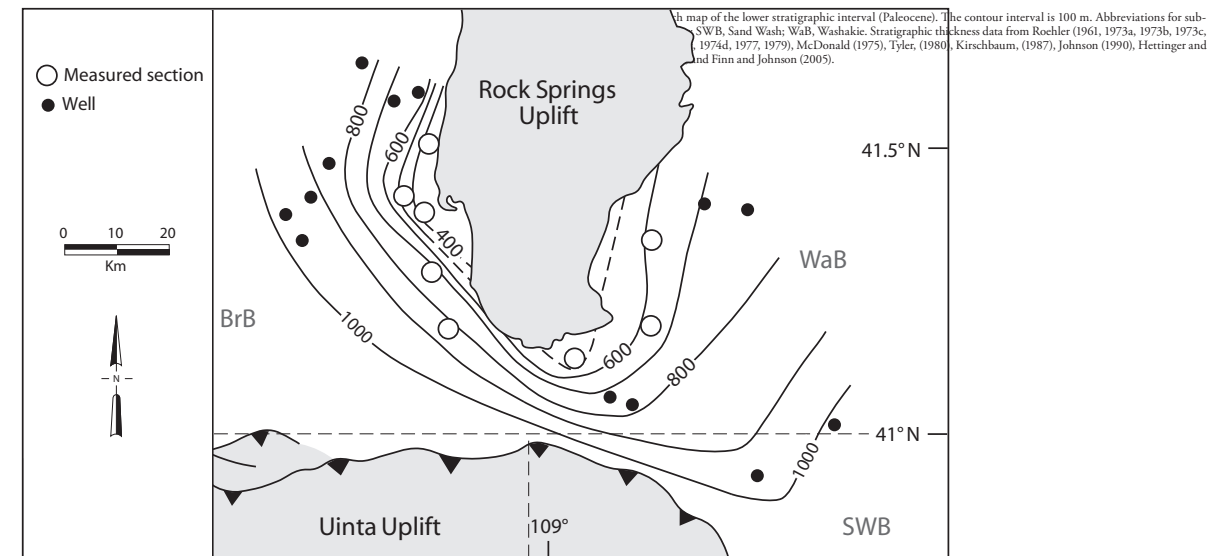 h map of the lower stratigraphic interval (Paleocene). The contour interval is 100 m. Abbreviations for sub-
SWB, Sand Wash; WaB, Washakie. Stratigraphic thickness data from Roehler (1961, 1973a, 1973b, 1973c,
, 1974d, 1977, 1979), McDonald (1975), Tyler, (1980), Kirschbaum, (1987), Johnson (1990), Hettinger and
and Finn and Johnson (2005).
Measured section
Well
0 10 20
Km
N
Rock Springs
Uplift
800
600
400
1000
600
800
1000
41.5° N
WaB
BrB
41° N
Uinta Uplift
109°
SWB